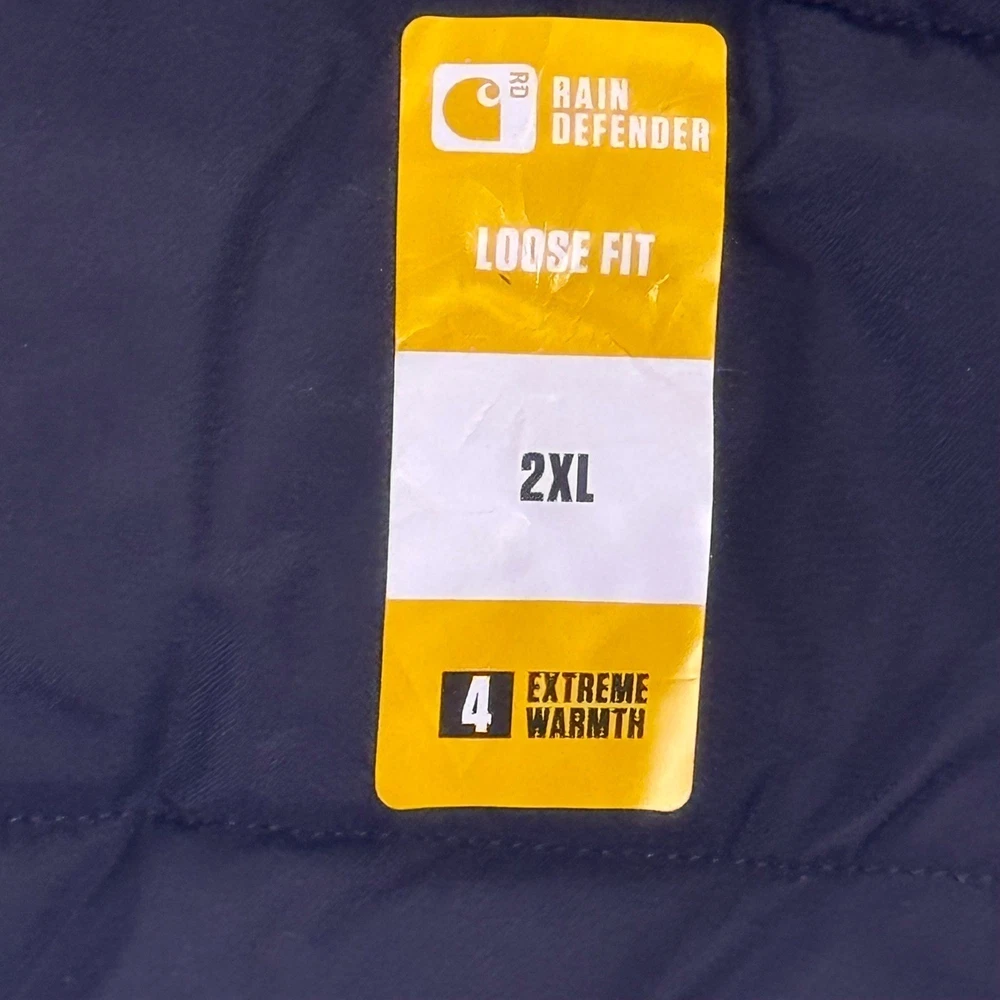 RD
RAIN
DEFENDER
LOOSE FIT
2XL
4
EXTREME
WARMTH